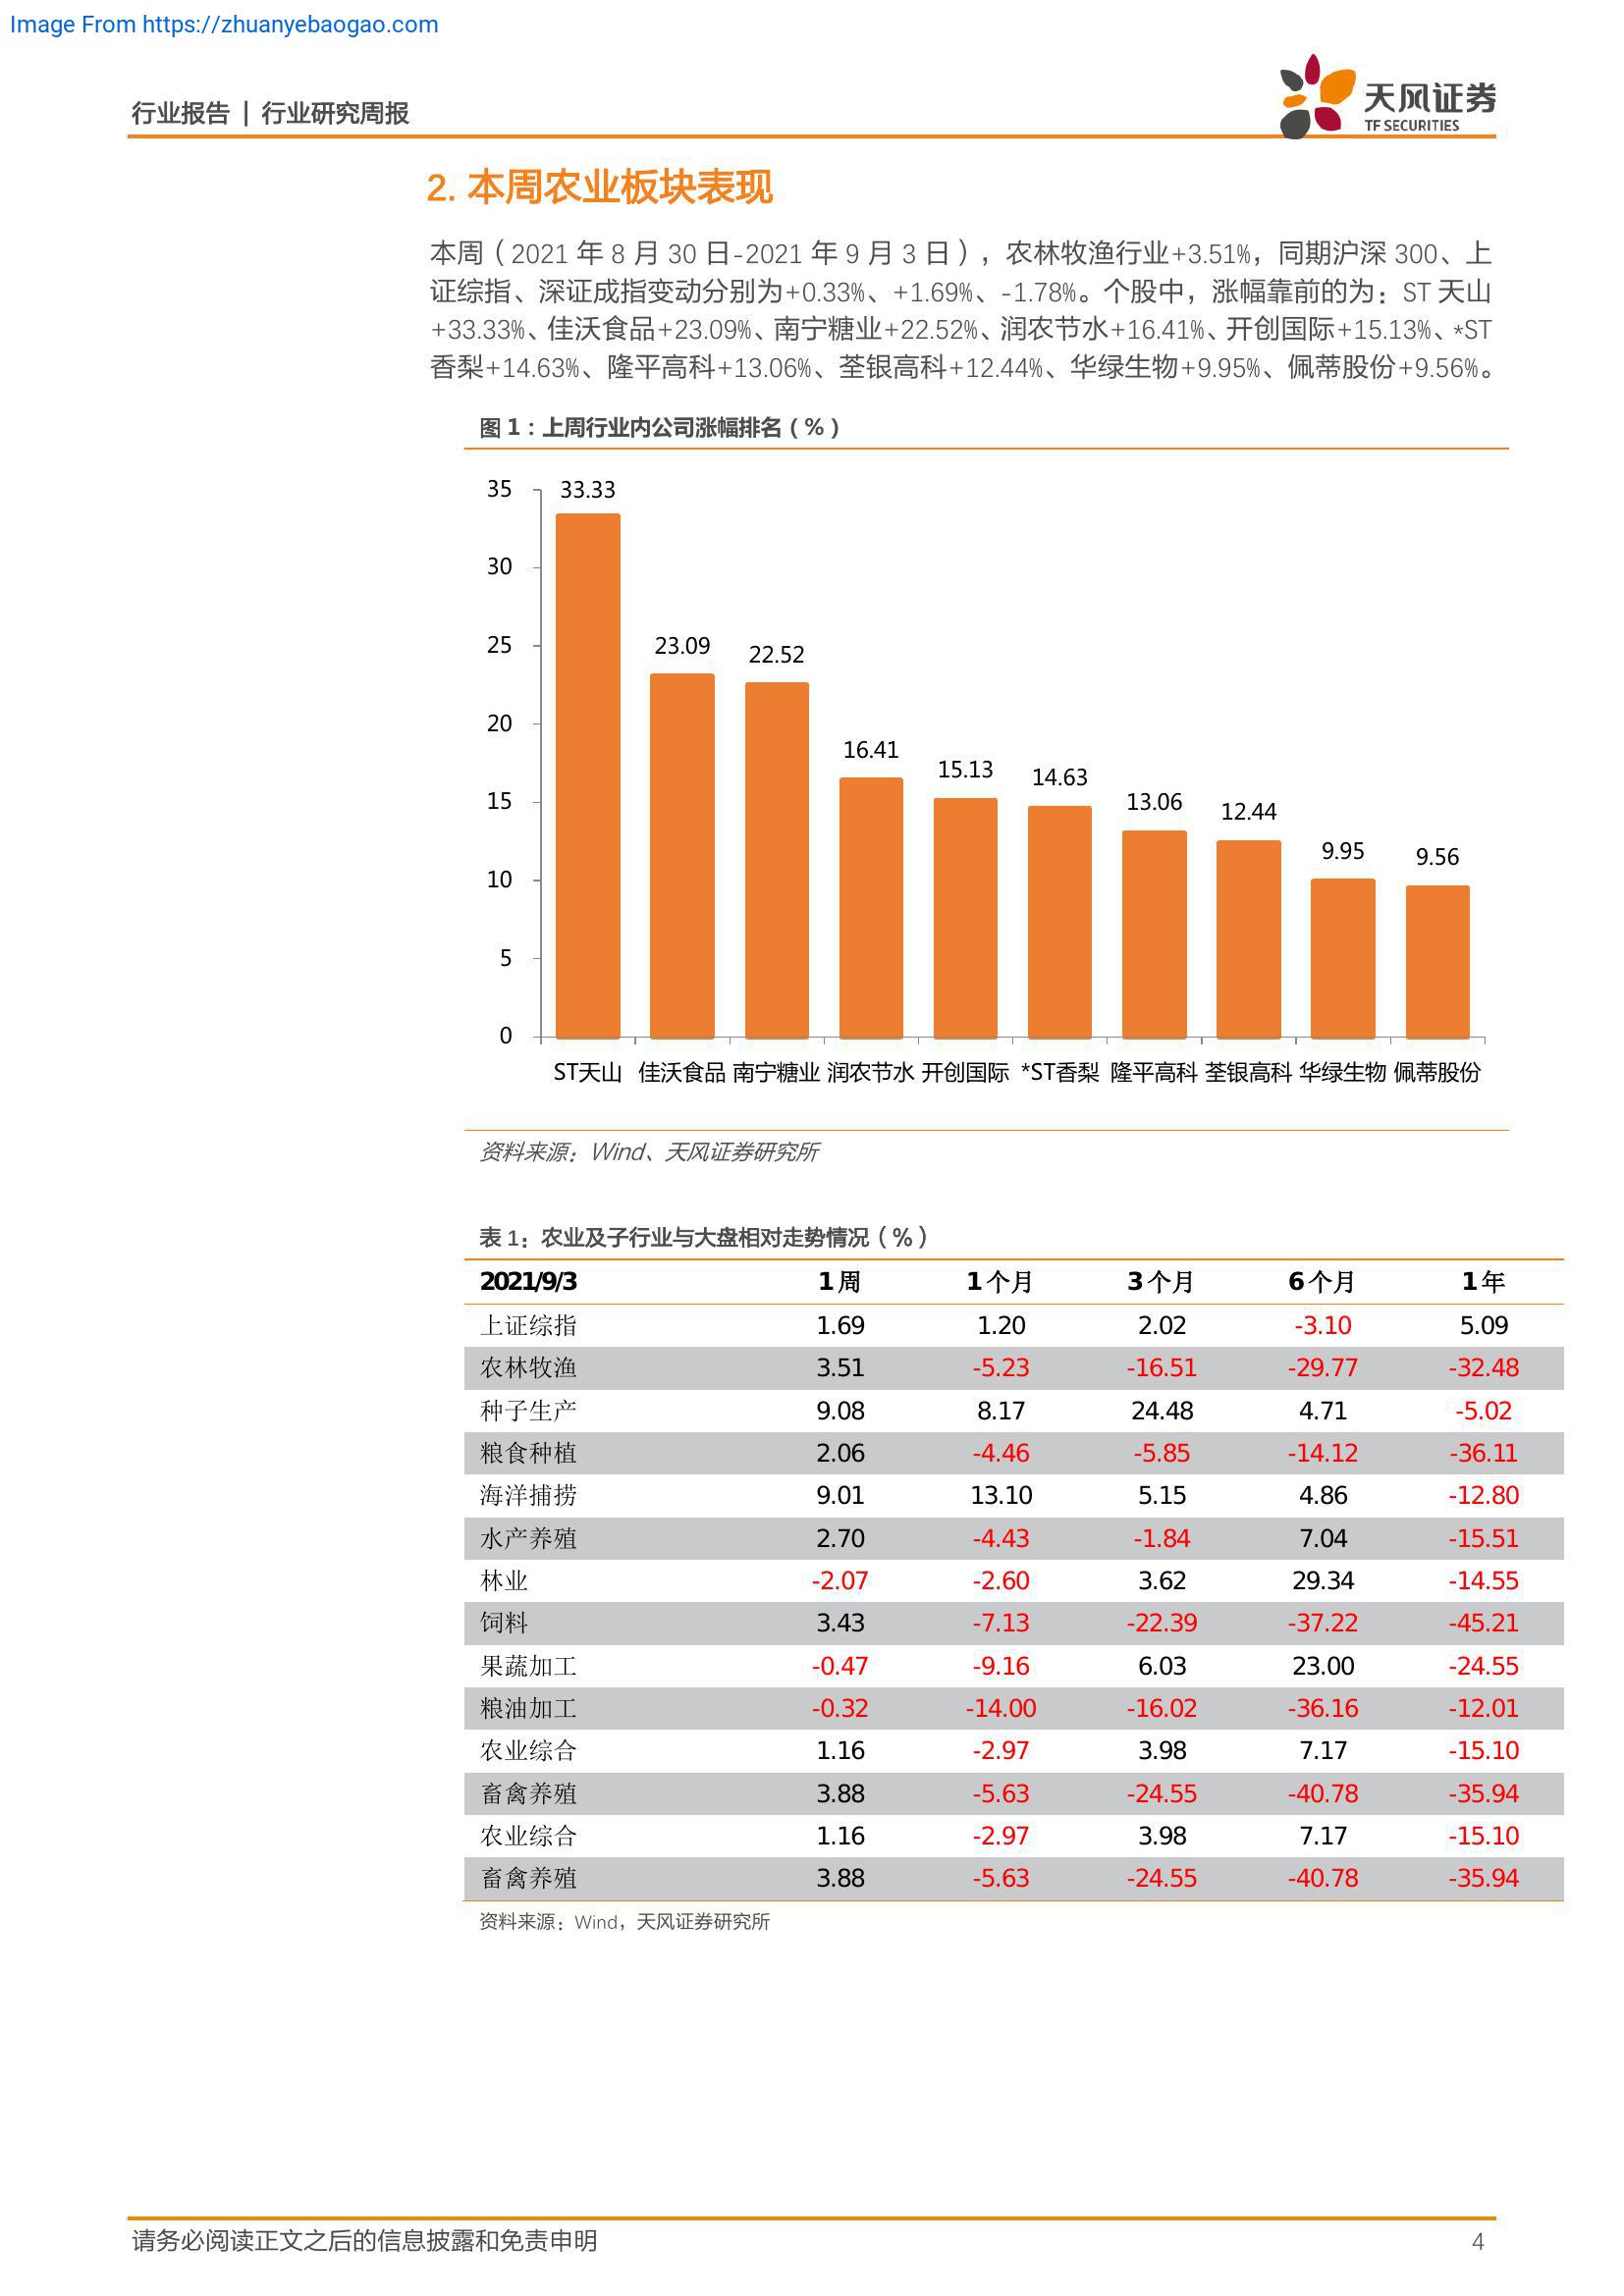 Image From https://zhuanyebaogao.com
行业报告 | 行业研究周报
天风证券
TF SECURITIES
2. 本周农业板块表现
本周（2021 年 8 月 30 日-2021 年 9 月 3 日），农林牧渔行业+3.51%，同期沪深 300、上
证综指、深证成指变动分别为+0.33%、+1.69%、-1.78%。个股中，涨幅靠前的为：ST 天山
+33.33%、佳沃食品+23.09%、南宁糖业+22.52%、润农节水+16.41%、开创国际+15.13%、*ST
香梨+14.63%、隆平高科+13.06%、荃银高科+12.44%、华绿生物+9.95%、佩蒂股份+9.56%。
图 1：上周行业内公司涨幅排名（%）
35
30
25
20
15
10
5
0
33.33
23.09
22.52
16.41
15.13
14.63
13.06
12.44
9.95
9.56
ST天山 佳沃食品 南宁糖业 润农节水 开创国际 *ST香梨 隆平高科 荃银高科 华绿生物 佩蒂股份
资料来源：Wind、天风证券研究所
表 1：农业及子行业与大盘相对走势情况（%）
2021/9/3 1 周 1 个月 3 个月 6 个月 1 年
上证综指 1.69 1.20 2.02 -3.10 5.09
农林牧渔 3.51 -5.23 -16.51 -29.77 -32.48
种子生产 9.08 8.17 24.48 4.71 -5.02
粮食种植 2.06 -4.46 -5.85 -14.12 -36.11
海洋捕捞 9.01 13.10 5.15 4.86 -12.80
水产养殖 2.70 -4.43 -1.84 7.04 -15.51
林业 -2.07 -2.60 3.62 29.34 -14.55
饲料 3.43 -7.13 -22.39 -37.22 -45.21
果蔬加工 -0.47 -9.16 6.03 23.00 -24.55
粮油加工 -0.32 -14.00 -16.02 -36.16 -12.01
农业综合 1.16 -2.97 3.98 7.17 -15.10
畜禽养殖 3.88 -5.63 -24.55 -40.78 -35.94
农业综合 1.16 -2.97 3.98 7.17 -15.10
畜禽养殖 3.88 -5.63 -24.55 -40.78 -35.94
资料来源：Wind，天风证券研究所
请务必阅读正文之后的信息披露和免责申明 4